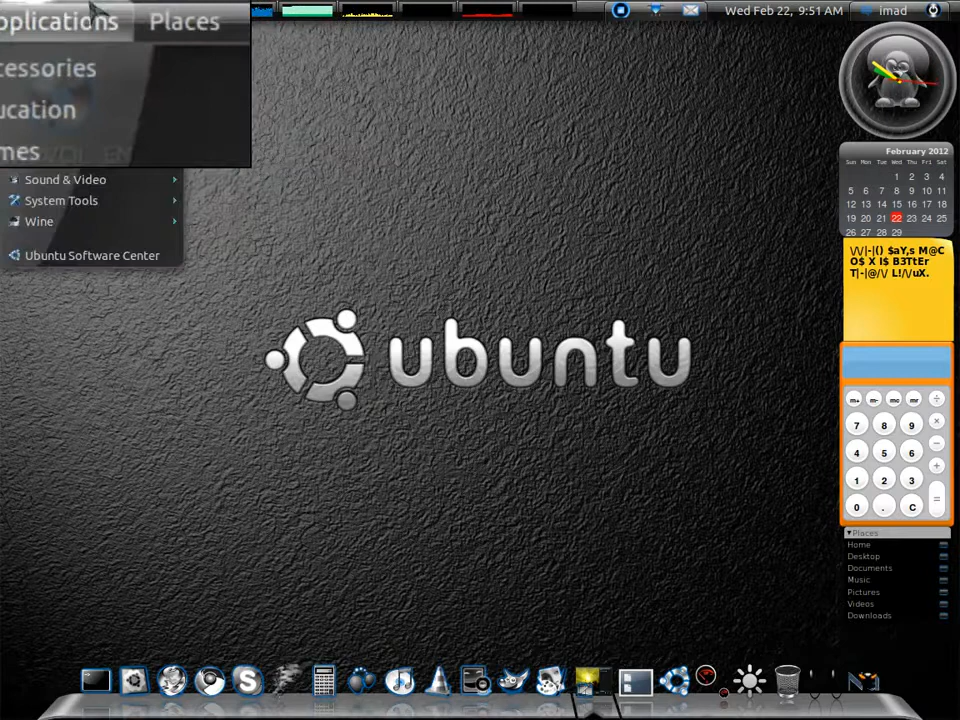 pplications Places
Wed Feb 22, 9:51 AM
imad
cessories
ucation
mes
Sound & Video
System Tools
Wine
Ubuntu Software Center
ubuntu
February 2012
Sun Mon Tue Wed Thu Fri Sat
1 2 3 4
5 6 7 8 9 10 11
12 13 14 15 16 17 18
19 20 21 22 23 24 25
26 27 28 29
\/\/|-|() $aY,s M@C
O$ X I$ B3TtEr
T|-|@/\/ L!/\/uX.
m+ m- mc mr ÷
7 8 9 ×
4 5 6 −
1 2 3 +
0 . C =
Places
Home
Desktop
Documents
Music
Pictures
Videos
Downloads